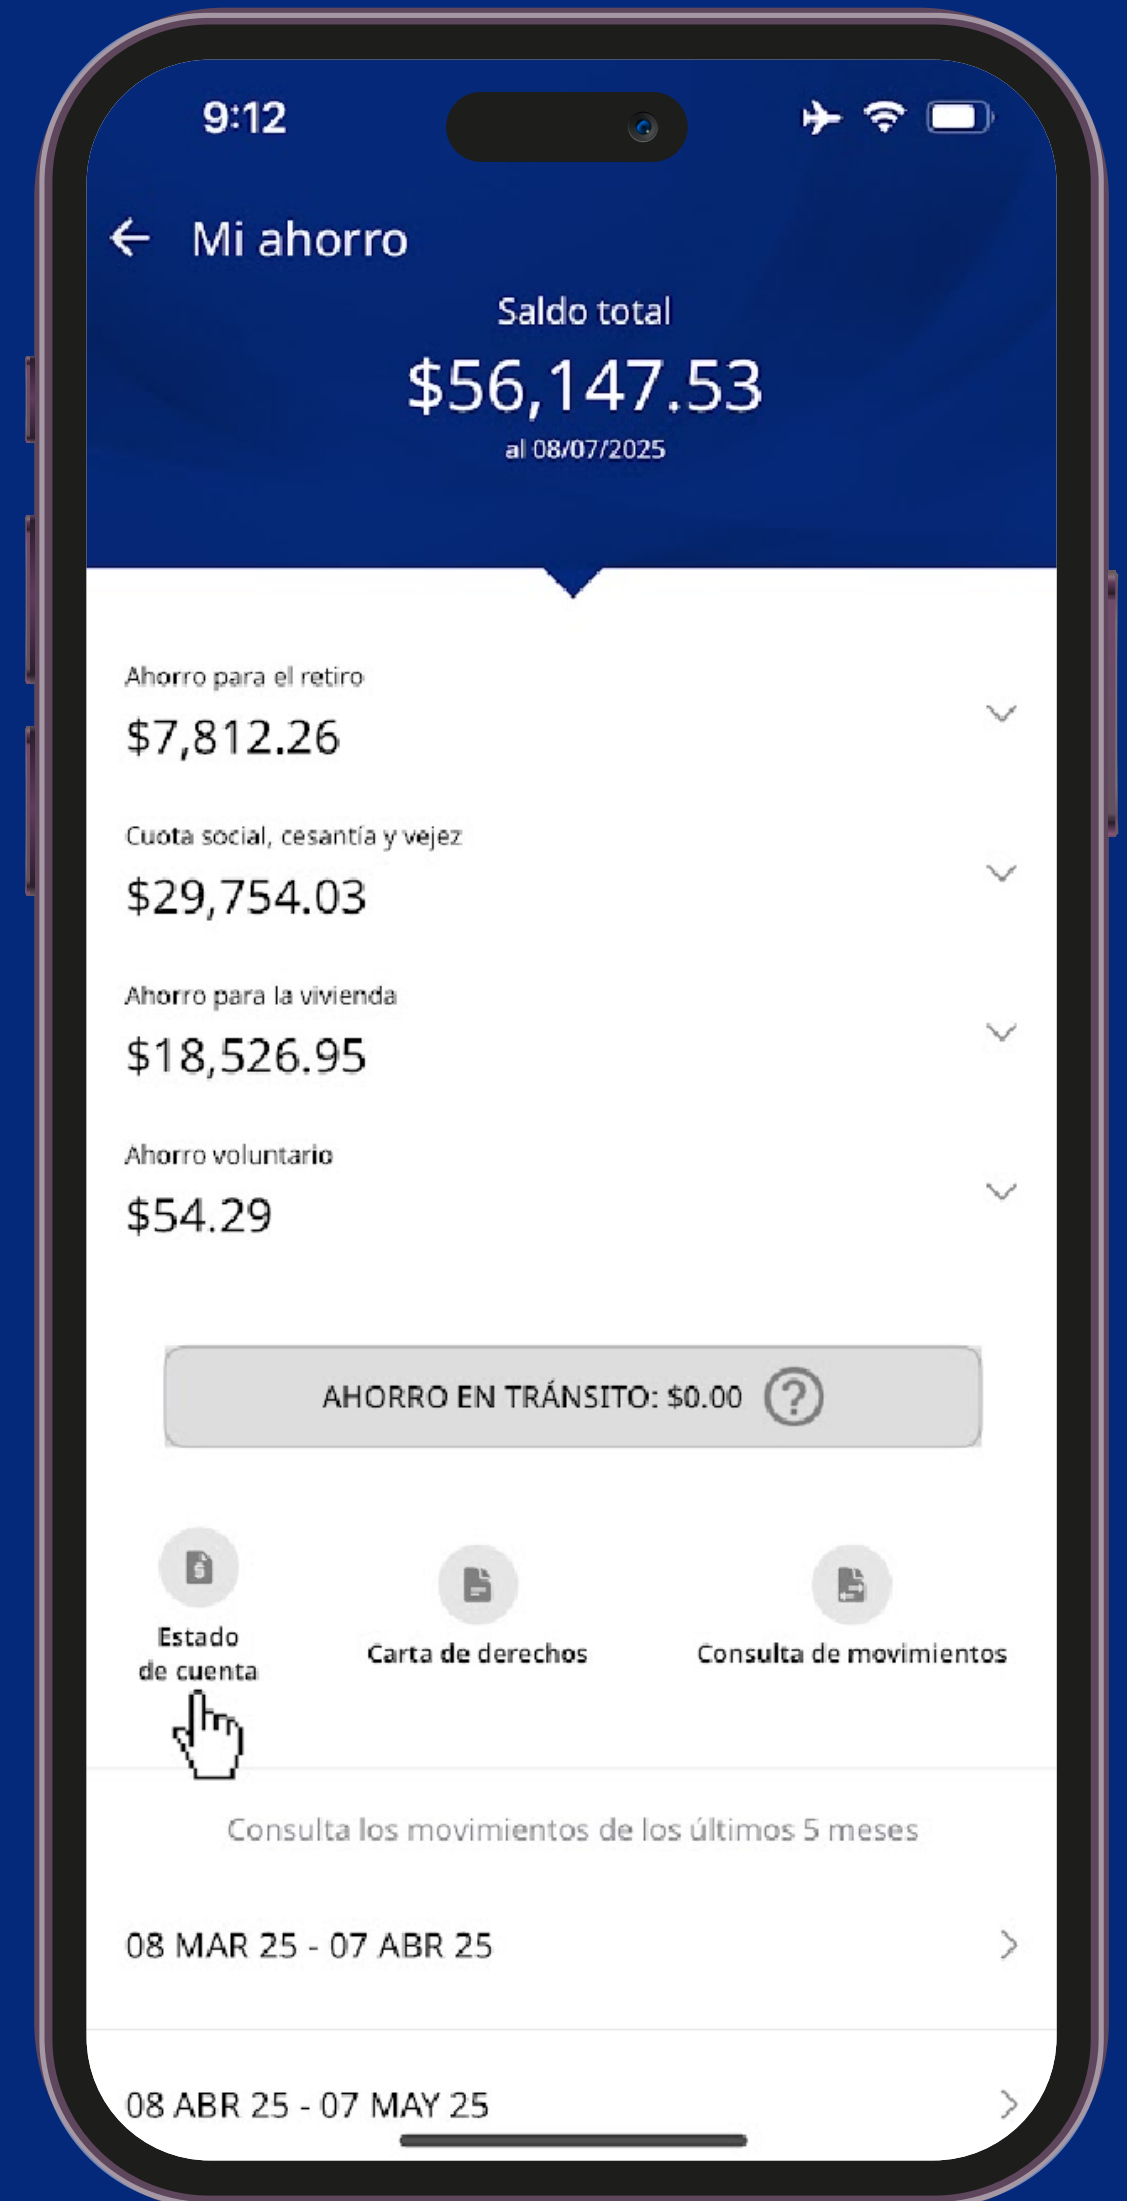 9:12
Mi ahorro
Saldo total
$56,147.53
al 08/07/2025
Ahorro para el retiro
$7,812.26
Cuota social, cesantía y vejez
$29,754.03
Ahorro para la vivienda
$18,526.95
Ahorro voluntario
$54.29
AHORRO EN TRÁNSITO: $0.00 ?
Estado
de cuenta
Carta de derechos
Consulta de movimientos
Consulta los movimientos de los últimos 5 meses
08 MAR 25 - 07 ABR 25
08 ABR 25 - 07 MAY 25